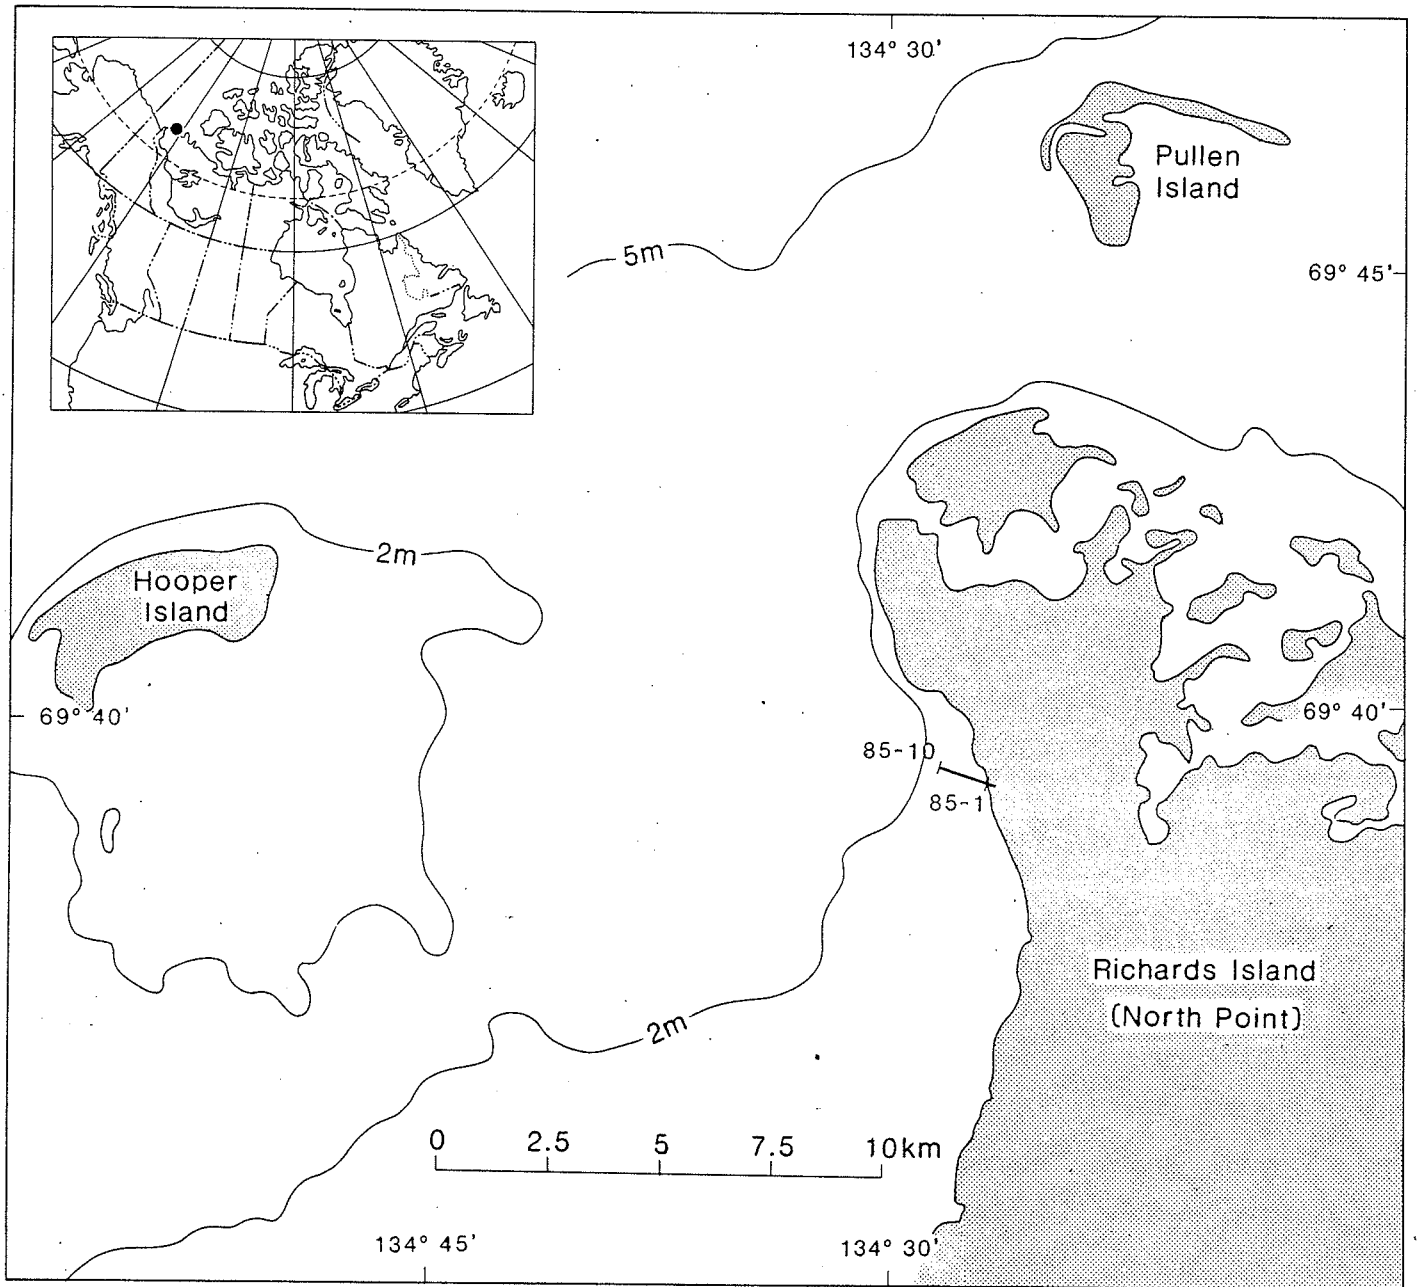 134° 30'
Pullen
Island
5m
69° 45'
2m
Hooper
Island
69° 40'
69° 40'
85-10
85-1
Richards Island
(North Point)
2m
0 2.5 5 7.5 10km
134° 45'
134° 30'